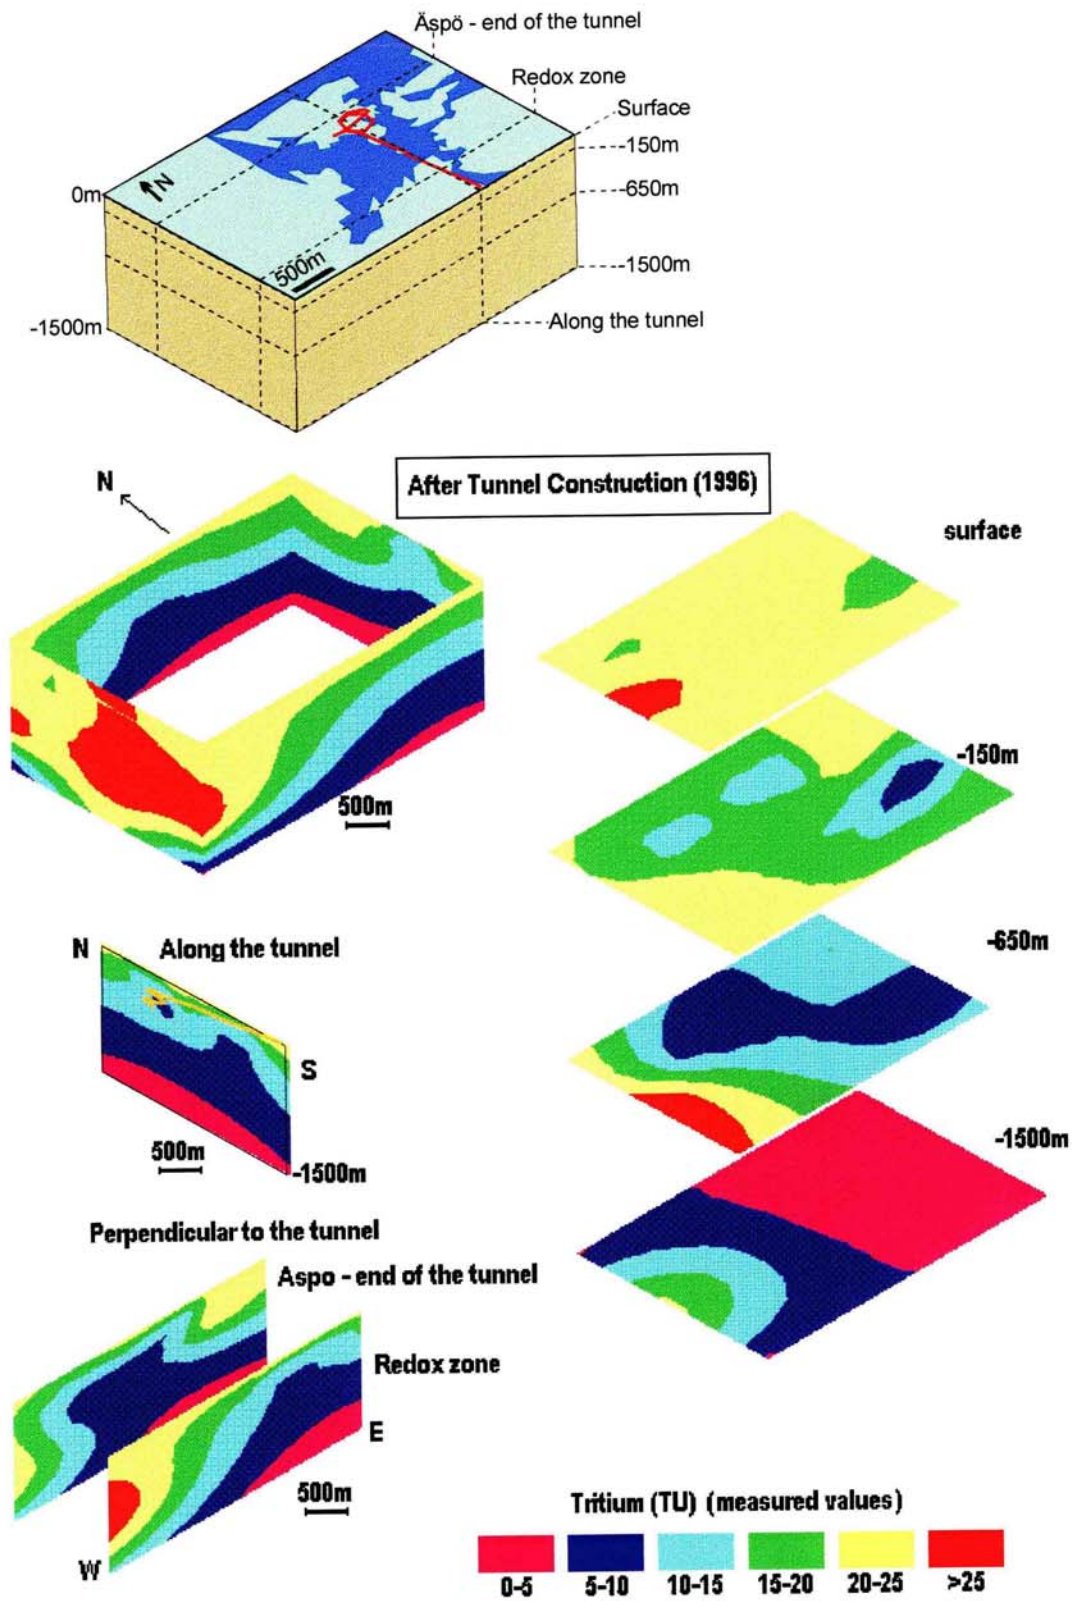 Äspö - end of the tunnel
Redox zone
Surface
-150m
0m
-650m
N
500m
-1500m
-1500m
Along the tunnel
N
After Tunnel Construction (1996)
surface
-150m
500m
N Along the tunnel
-650m
S
500m
-1500m
-1500m
Perpendicular to the tunnel
Aspo - end of the tunnel
Redox zone
E
500m
Tritium (TU) (measured values)
W
0-5 5-10 10-15 15-20 20-25 >25